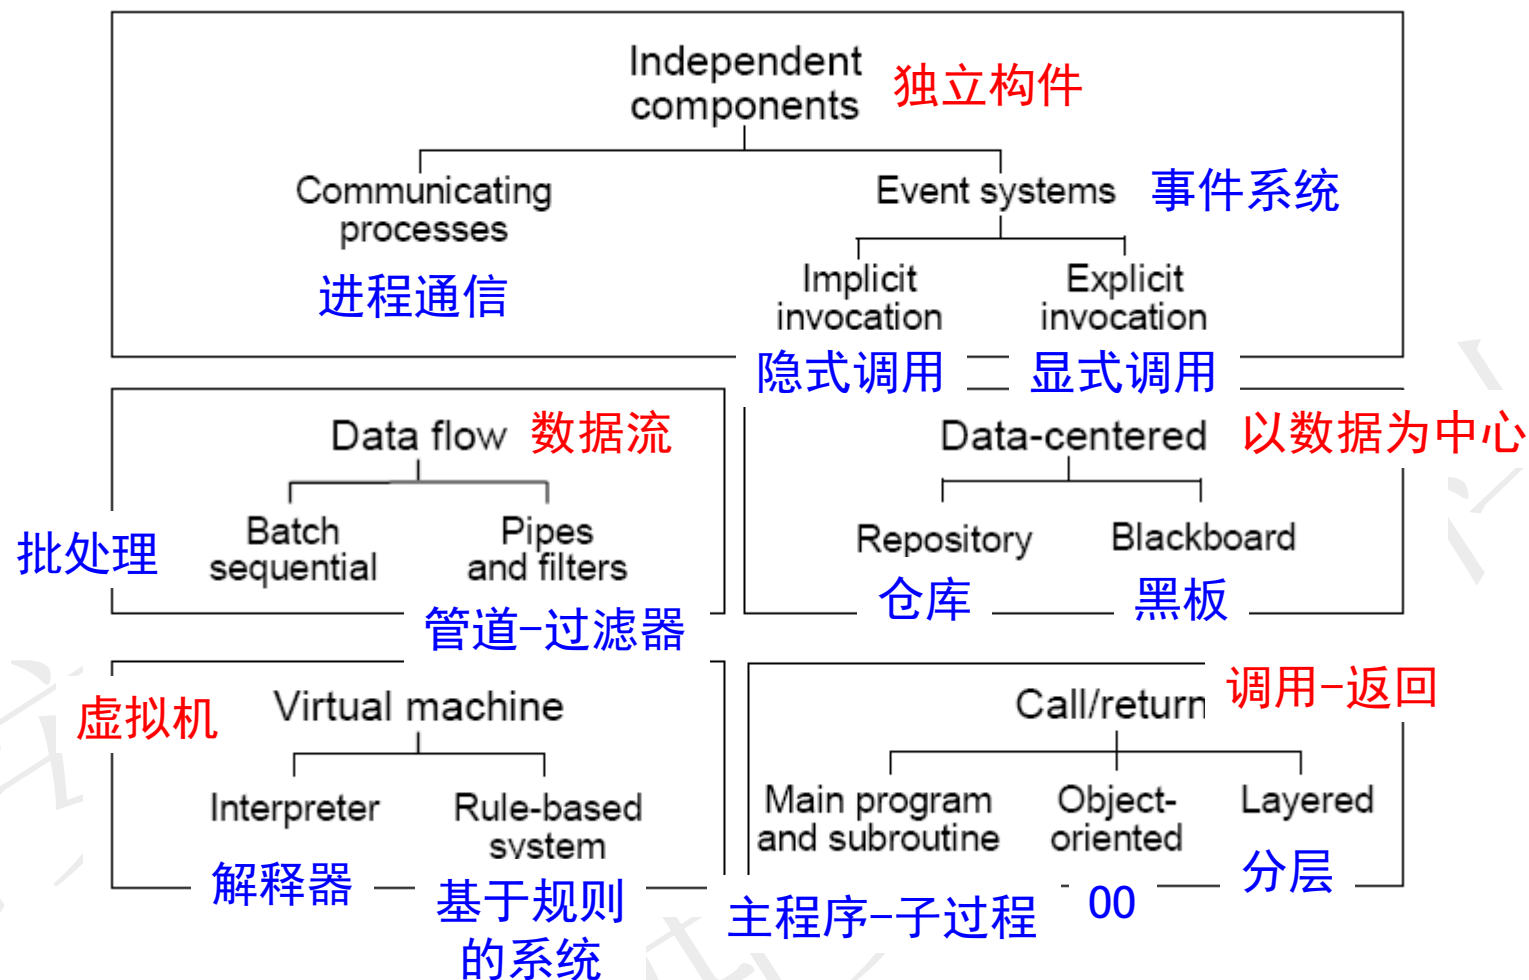 Independent
components
独立构件
Communicating
processes
进程通信
Event systems
事件系统
Implicit
invocation
隐式调用
Explicit
invocation
显式调用
Data flow
数据流
批处理
Batch
sequential
Pipes
and filters
管道-过滤器
Data-centered
以数据为中心
Repository
仓库
Blackboard
黑板
虚拟机
Virtual machine
Interpreter
解释器
Rule-based
system
基于规则
的系统
Call/return
调用-返回
Main program
and subroutine
主程序-子过程
Object-
oriented
OO
Layered
分层